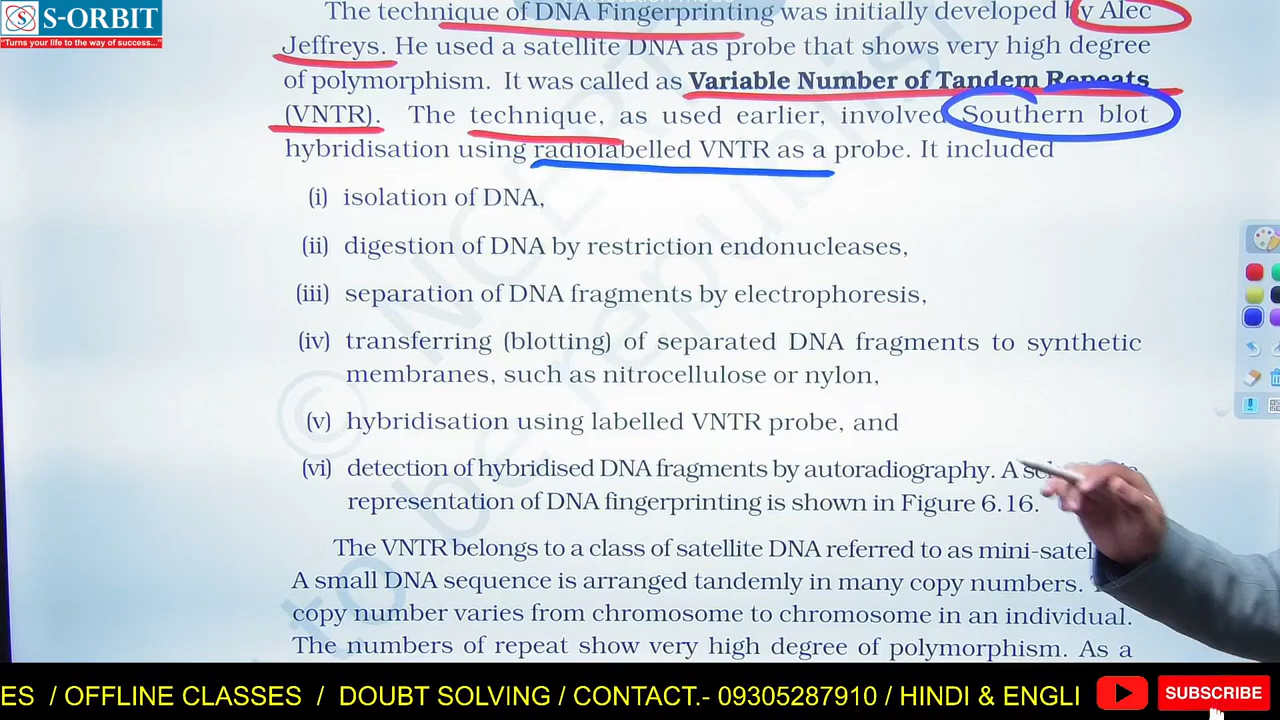 S-ORBIT
"Turns your life to the way of success..."
The technique of DNA Fingerprinting was initially developed by Alec
Jeffreys. He used a satellite DNA as probe that shows very high degree
of polymorphism. It was called as Variable Number of Tandem Repeats
(VNTR). The technique, as used earlier, involved Southern blot
hybridisation using radiolabelled VNTR as a probe. It included
(i) isolation of DNA,
(ii) digestion of DNA by restriction endonucleases,
(iii) separation of DNA fragments by electrophoresis,
(iv) transferring (blotting) of separated DNA fragments to synthetic
membranes, such as nitrocellulose or nylon,
(v) hybridisation using labelled VNTR probe, and
(vi) detection of hybridised DNA fragments by autoradiography. A
representation of DNA fingerprinting is shown in Figure 6.16.
The VNTR belongs to a class of satellite DNA referred to as
A small DNA sequence is arranged tandemly in many copy numbers.
copy number varies from chromosome to chromosome in an individual.
The numbers of repeat show very high degree of polymorphism. As a
© NCERT
to be republish
ES / OFFLINE CLASSES / DOUBT SOLVING / CONTACT.- 09305287910 / HINDI & ENGLI
SUBSCRIBE